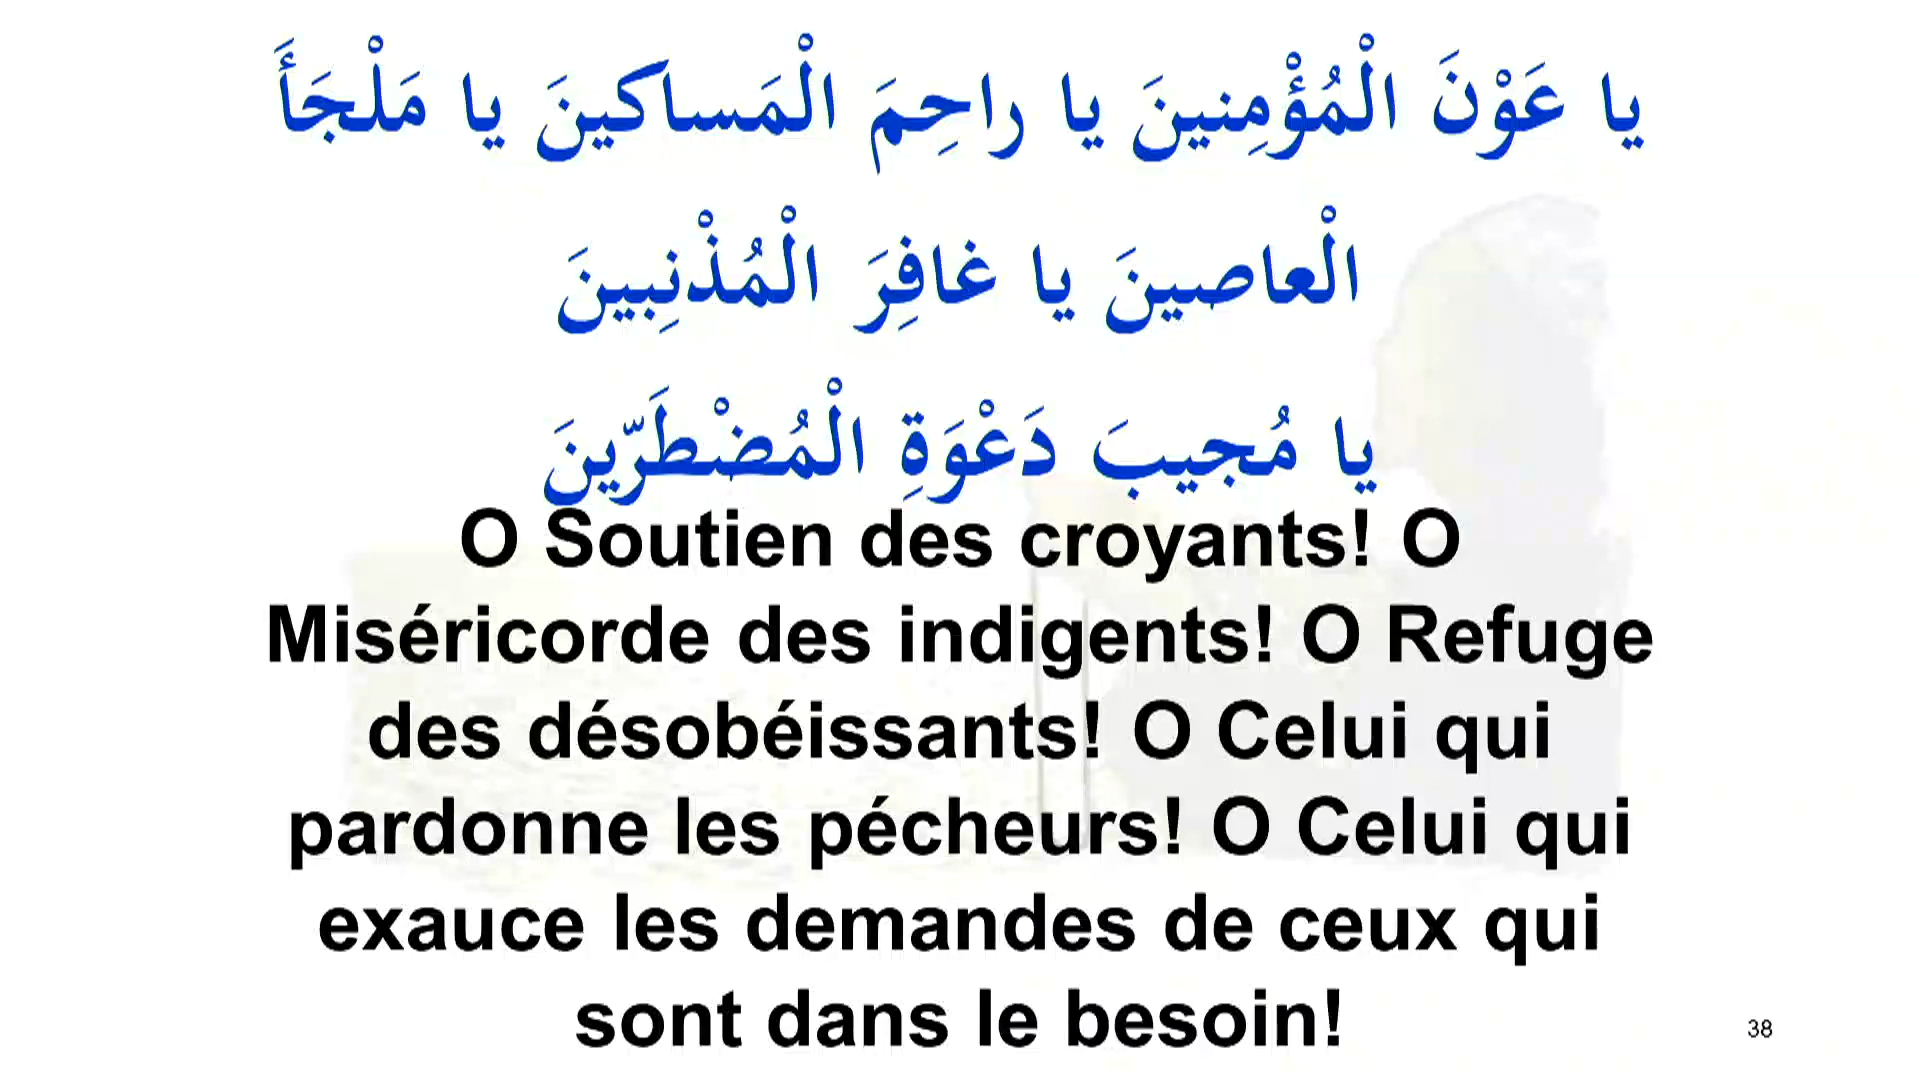 يا عَوْنَ الْمُؤْمِنينَ يا راحِمَ الْمَساكينَ يا مَلْجَأَ
الْعاصينَ يا غافِرَ الْمُذْنِبينَ
يا مُجيبَ دَعْوَةِ الْمُضْطَرّينَ
O Soutien des croyants! O
Miséricorde des indigents! O Refuge
des désobéissants! O Celui qui
pardonne les pécheurs! O Celui qui
exauce les demandes de ceux qui
sont dans le besoin!
38